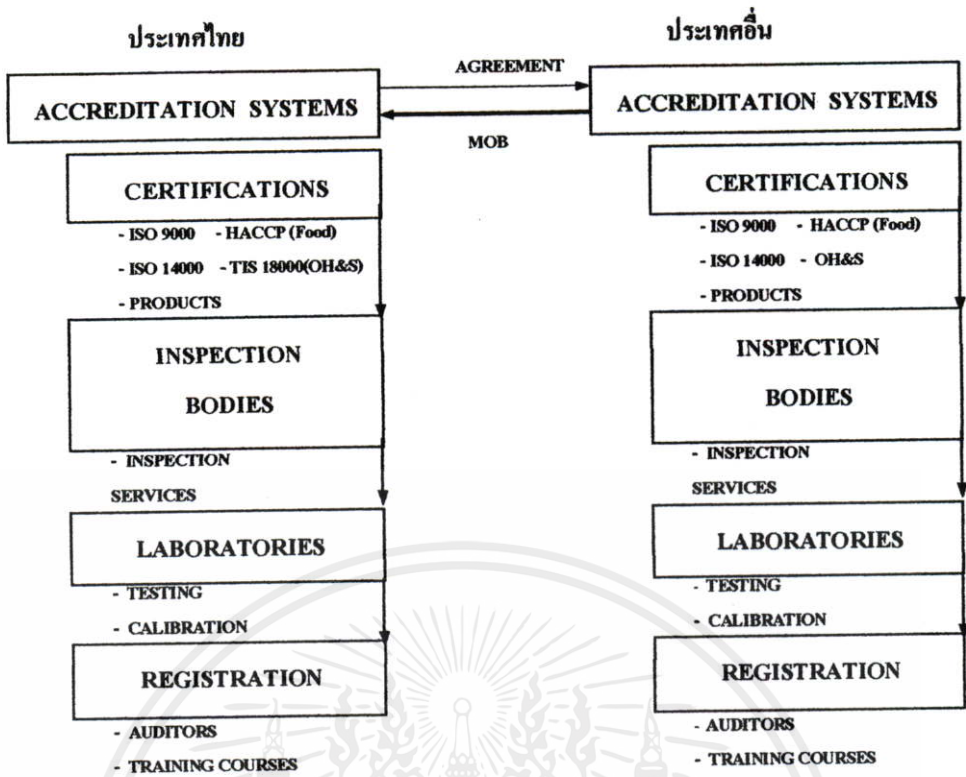 ประเทศไทย
ACCREDITATION SYSTEMS
CERTIFICATIONS
- ISO 9000 - HACCP (Food)
- ISO 14000 - TIS 18000(OH&S)
- PRODUCTS
INSPECTION
BODIES
- INSPECTION
SERVICES
LABORATORIES
- TESTING
- CALIBRATION
REGISTRATION
- AUDITORS
- TRAINING COURSES
AGREEMENT
MOB
ประเทศอื่น
ACCREDITATION SYSTEMS
CERTIFICATIONS
- ISO 9000 - HACCP (Food)
- ISO 14000 - OH&S
- PRODUCTS
INSPECTION
BODIES
- INSPECTION
SERVICES
LABORATORIES
- TESTING
- CALIBRATION
REGISTRATION
- AUDITORS
- TRAINING COURSES